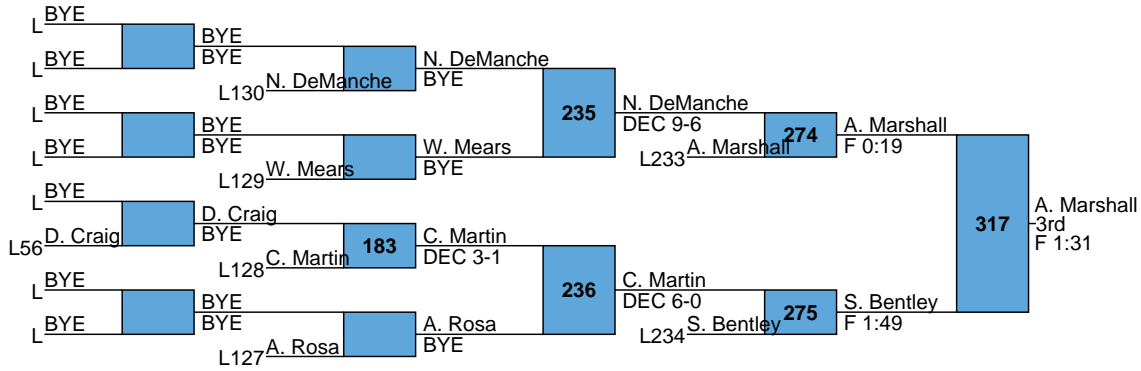 L BYE
L BYE
BYE
BYE
L130 N. DeManche
N. DeManche
BYE
L BYE
L BYE
BYE
BYE
L129 W. Mears
W. Mears
BYE
235
N. DeManche
DEC 9-6
L233 A. Marshall
274
A. Marshall
F 0:19
L BYE
L56 D. Craig
D. Craig
BYE
L128 C. Martin
183
C. Martin
DEC 3-1
L BYE
L BYE
BYE
BYE
L127 A. Rosa
A. Rosa
BYE
236
C. Martin
DEC 6-0
L234 S. Bentley
275
S. Bentley
F 1:49
317
A. Marshall
3rd
F 1:31